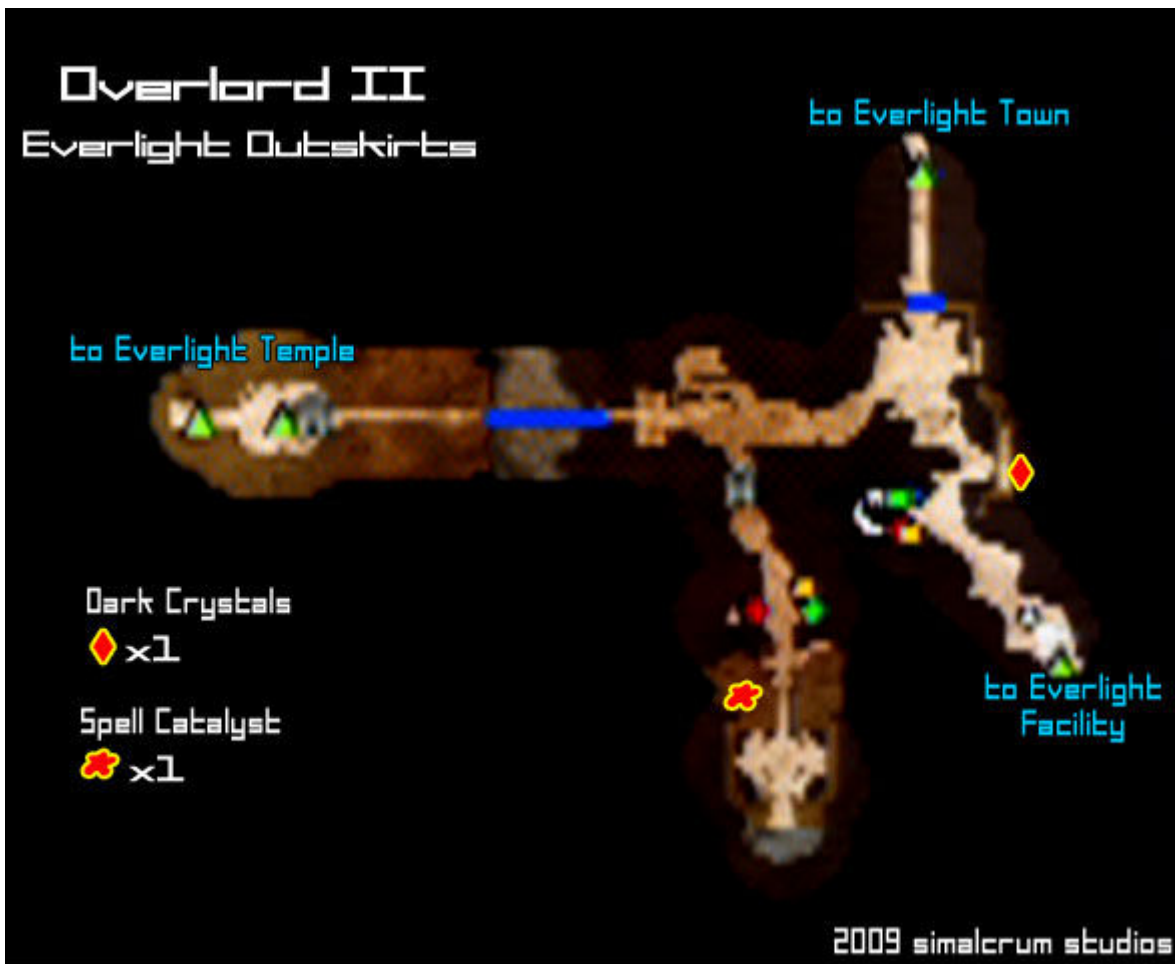 Overlord II
Everlight Outskirts
to Everlight Town
to Everlight Temple
Dark Crystals
x1
Spell Catalyst
x1
to Everlight
Facility
2009 simalcrum studios